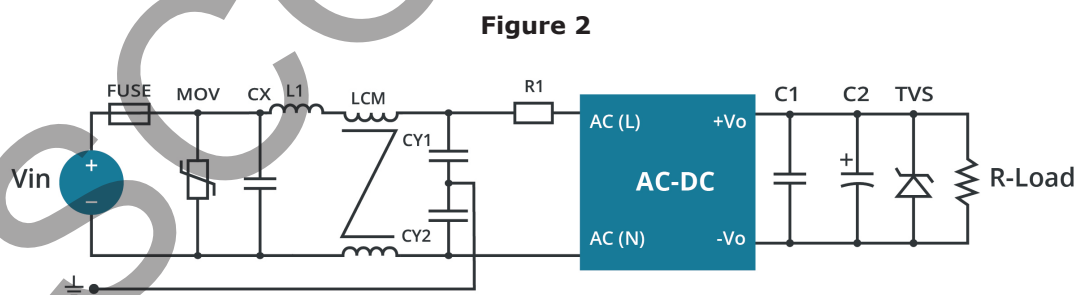 Figure 2
FUSE
MOV
CX
L1
LCM
R1
C1
C2
TVS
CY1
AC (L)
+Vo
+
+
Vin
AC-DC
R-Load
−
CY2
AC (N)
-Vo